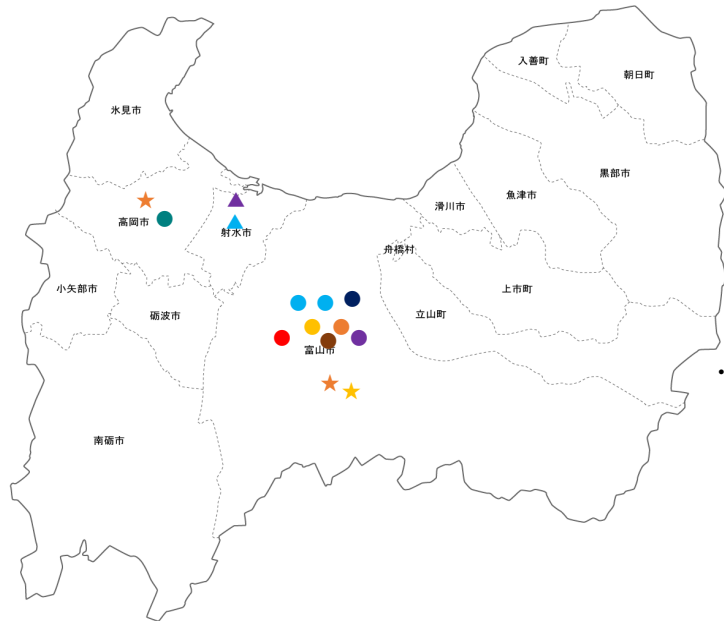 入善町
朝日町
氷見市
黒部市
魚津市
滑川市
高岡市
射水市
舟橋村
上市町
小矢部市
砺波市
立山町
富山市
南砺市